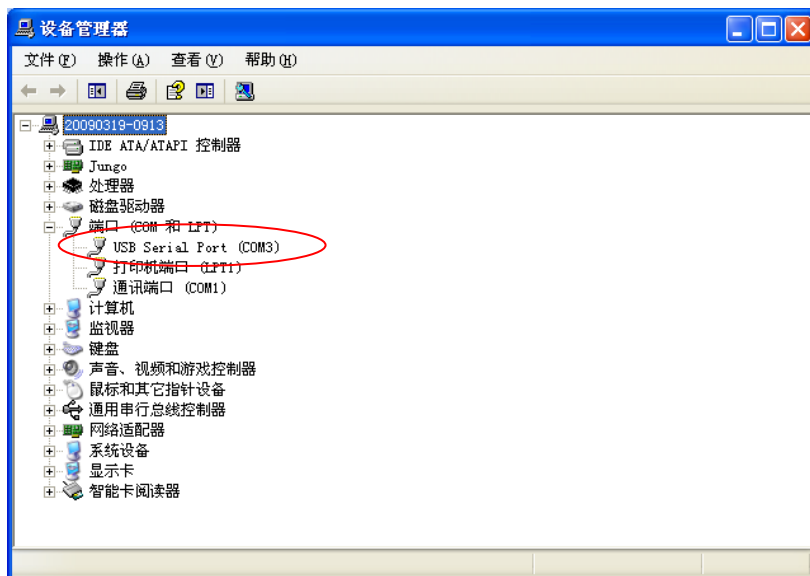 设备管理器
文件(F) 操作(A) 查看(V) 帮助(H)
20090319-0913
IDE ATA/ATAPI 控制器
Jungo
处理器
磁盘驱动器
端口 (COM 和 LPT)
USB Serial Port (COM3)
打印机端口 (LPT1)
通讯端口 (COM1)
计算机
监视器
键盘
声音、视频和游戏控制器
鼠标和其它指针设备
通用串行总线控制器
网络适配器
系统设备
显示卡
智能卡阅读器